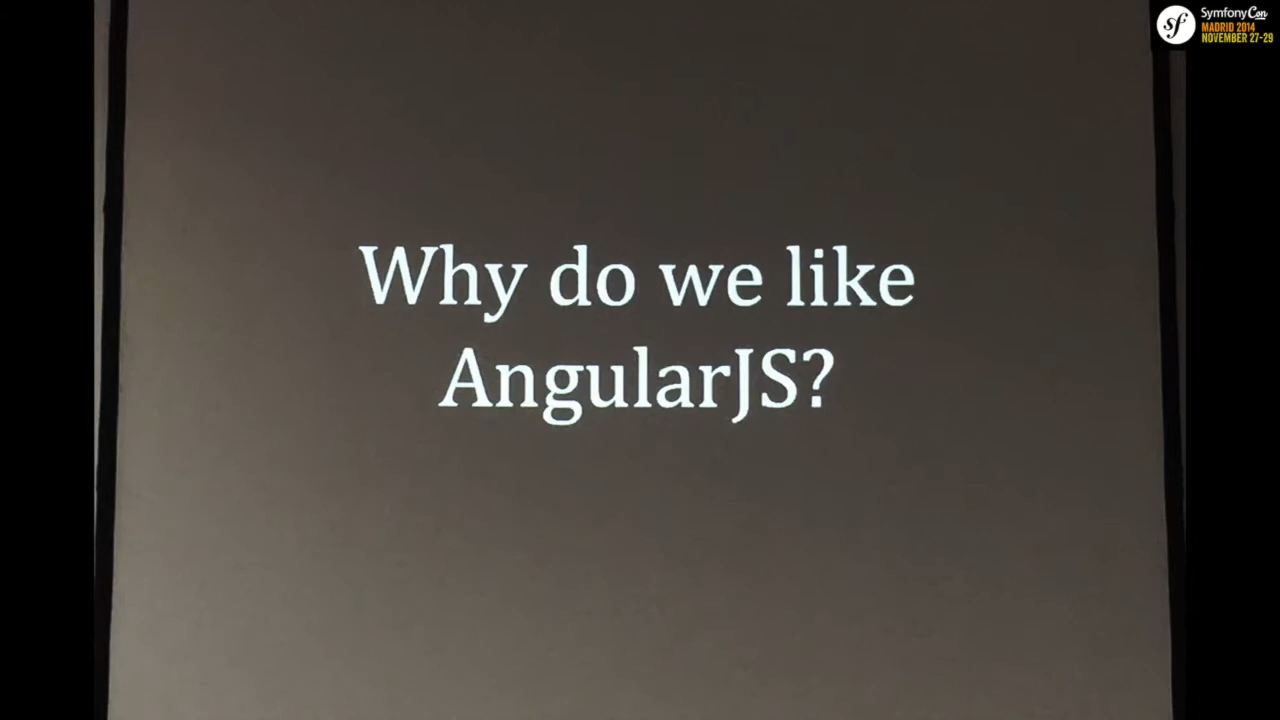 SymfonyCon
MADRID 2014
NOVEMBER 27-29
Why do we like
AngularJS?